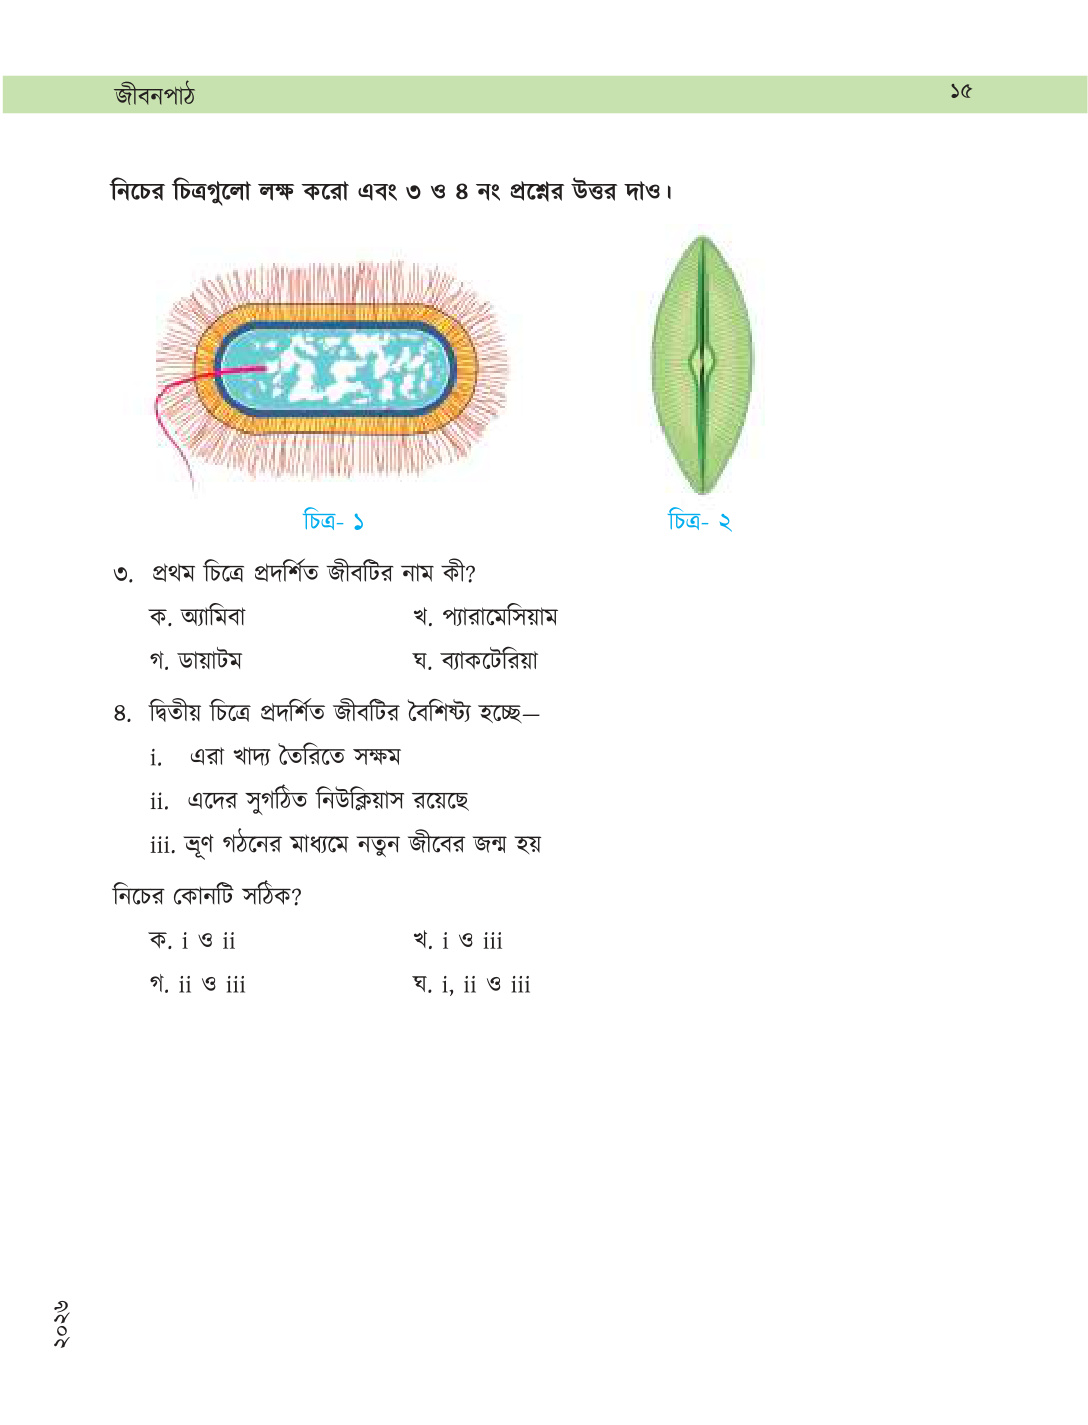 জীবনপাঠ ১৫
নিচের চিত্রগুলো লক্ষ করো এবং ৩ ও ৪ নং প্রশ্নের উত্তর দাও।
চিত্র- ১ চিত্র- ২
৩. প্রথম চিত্রে প্রদর্শিত জীবটির নাম কী?
ক. অ্যামিবা খ. প্যারামেসিয়াম
গ. ডায়াটম ঘ. ব্যাকটেরিয়া
৪. দ্বিতীয় চিত্রে প্রদর্শিত জীবটির বৈশিষ্ট্য হচ্ছে—
i. এরা খাদ্য তৈরিতে সক্ষম
ii. এদের সুগঠিত নিউক্লিয়াস রয়েছে
iii. ভ্রূণ গঠনের মাধ্যমে নতুন জীবের জন্ম হয়
নিচের কোনটি সঠিক?
ক. i ও ii খ. i ও iii
গ. ii ও iii ঘ. i, ii ও iii
২০২৬